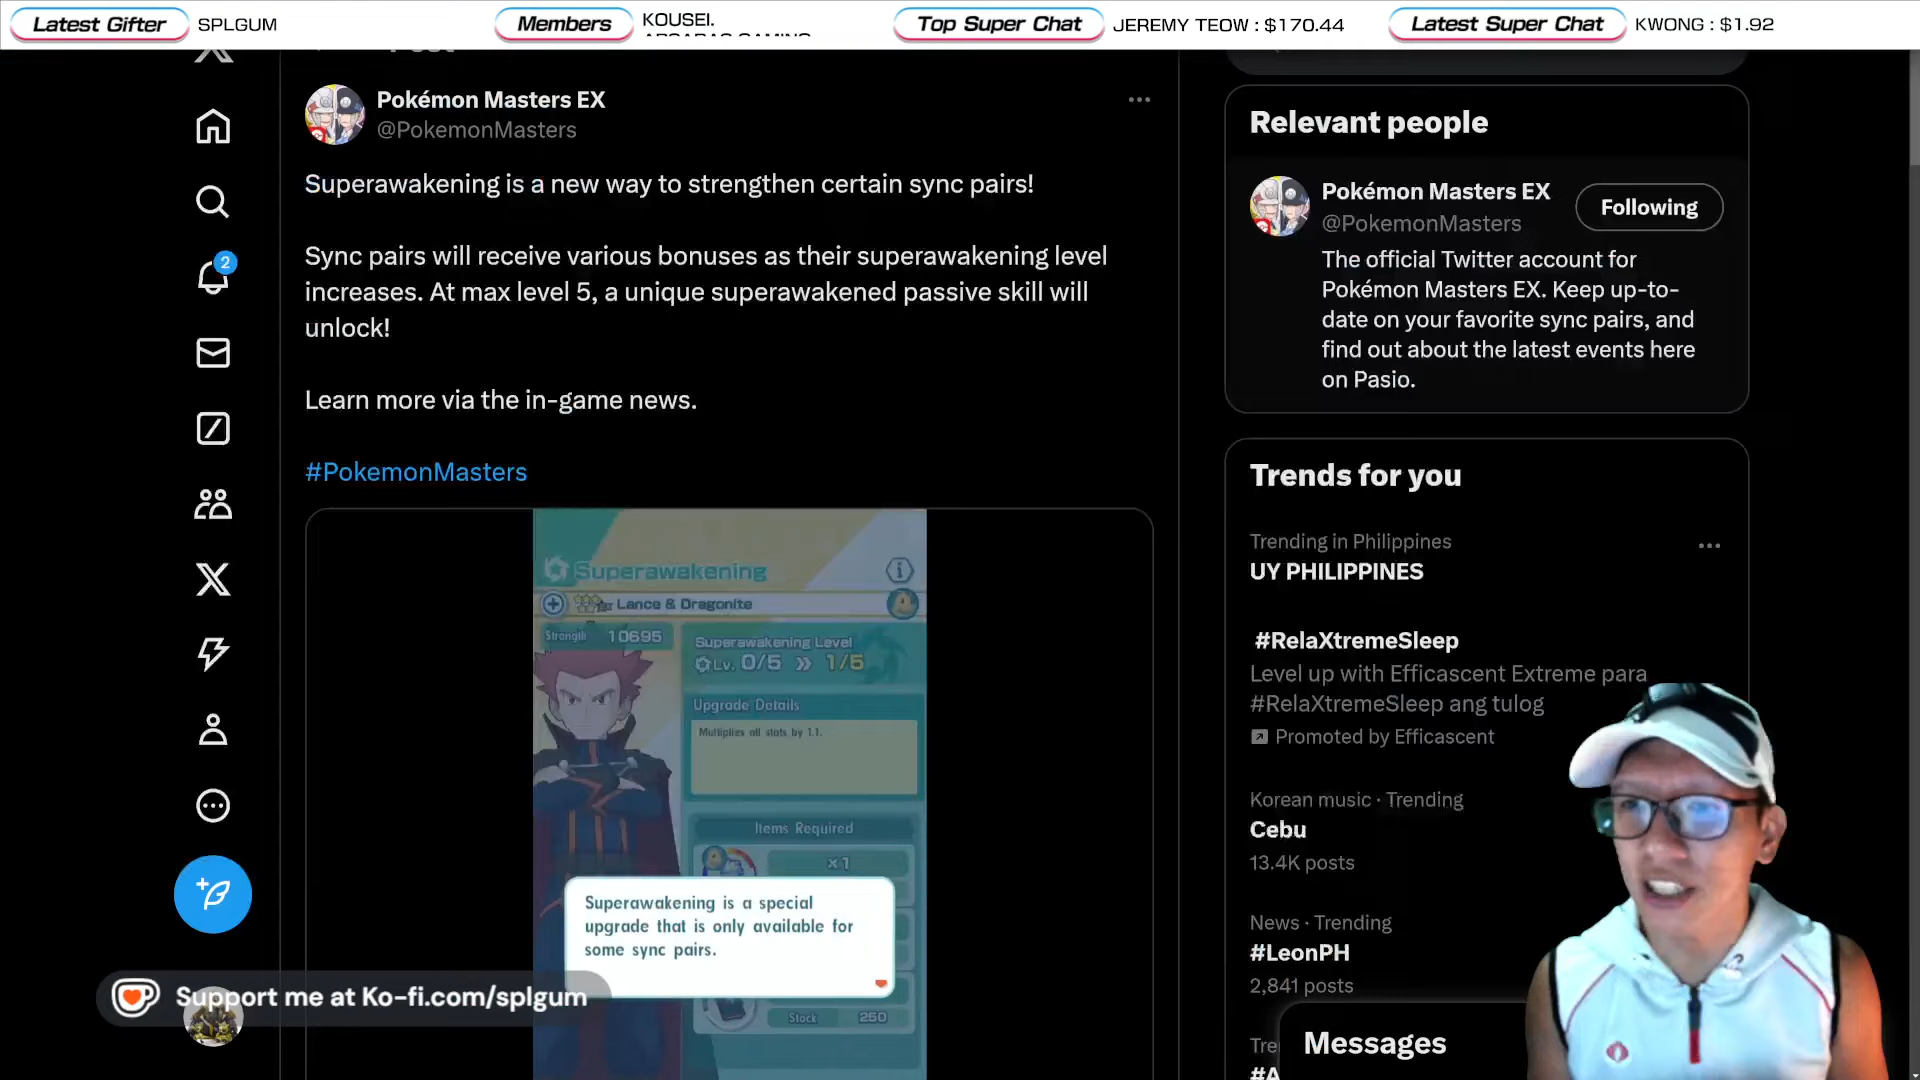 Latest Gifter SPLGUM Members KOUSEI. Top Super Chat JEREMY TEOW : $170.44 Latest Super Chat KWONG : $1.92
Post
Pokémon Masters EX
@PokemonMasters
Superawakening is a new way to strengthen certain sync pairs!
Sync pairs will receive various bonuses as their superawakening level
increases. At max level 5, a unique superawakened passive skill will
unlock!
Learn more via the in-game news.
#PokemonMasters
2
Superawakening
Lance & Dragonite
Strength 10695
Superawakening Level
Lv. 0/5 » 1/5
Upgrade Details
Multiplies all stats by 1.1.
Items Required
x1
Superawakening is a special
upgrade that is only available for
some sync pairs.
Stock 250
Support me at Ko-fi.com/splgum
Relevant people
Pokémon Masters EX
@PokemonMasters
Following
The official Twitter account for
Pokémon Masters EX. Keep up-to-
date on your favorite sync pairs, and
find out about the latest events here
on Pasio.
Trends for you
Trending in Philippines
UY PHILIPPINES
#RelaXtremeSleep
Level up with Efficascent Extreme para
#RelaXtremeSleep ang tulog
Promoted by Efficascent
Korean music · Trending
Cebu
13.4K posts
News · Trending
#LeonPH
2,841 posts
Messages